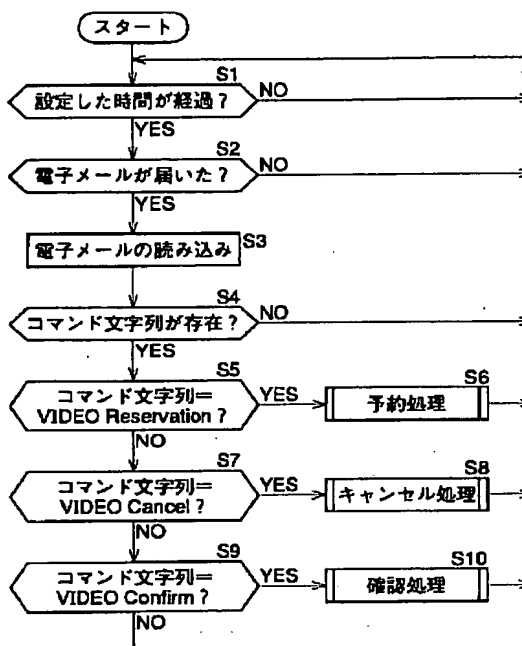 スタート
S1
設定した時間が経過?
NO
YES
S2
電子メールが届いた?
NO
YES
電子メールの読み込み
S3
S4
コマンド文字列が存在?
NO
YES
S5
コマンド文字列=
VIDEO Reservation?
YES
S6
予約処理
NO
S7
コマンド文字列=
VIDEO Cancel?
YES
S8
キャンセル処理
NO
S9
コマンド文字列=
VIDEO Confirm?
YES
S10
確認処理
NO